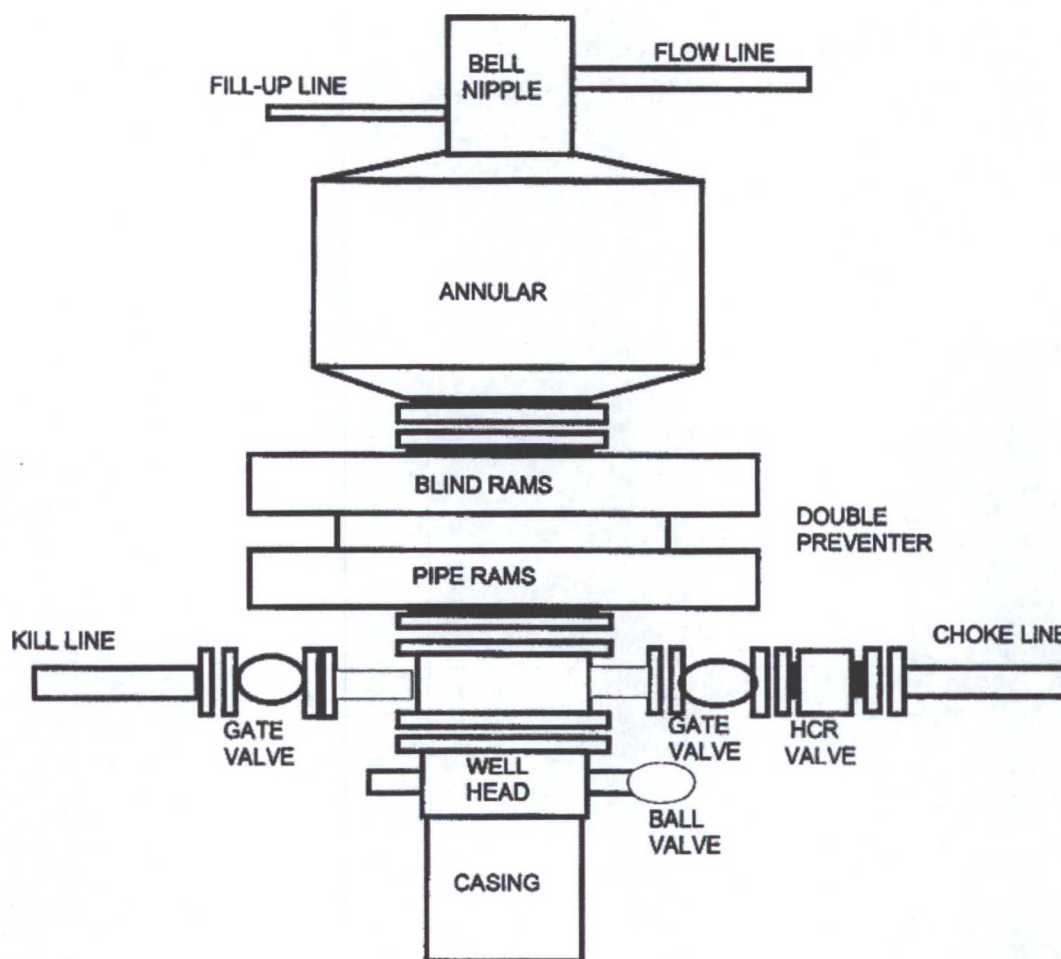 BELL
NIPPLE
FLOW LINE
FILL-UP LINE
ANNULAR
BLIND RAMS
DOUBLE
PREVENTER
PIPE RAMS
KILL LINE
CHOKE LINE
GATE
VALVE
GATE
VALVE
HCR
VALVE
WELL
HEAD
BALL
VALVE
CASING